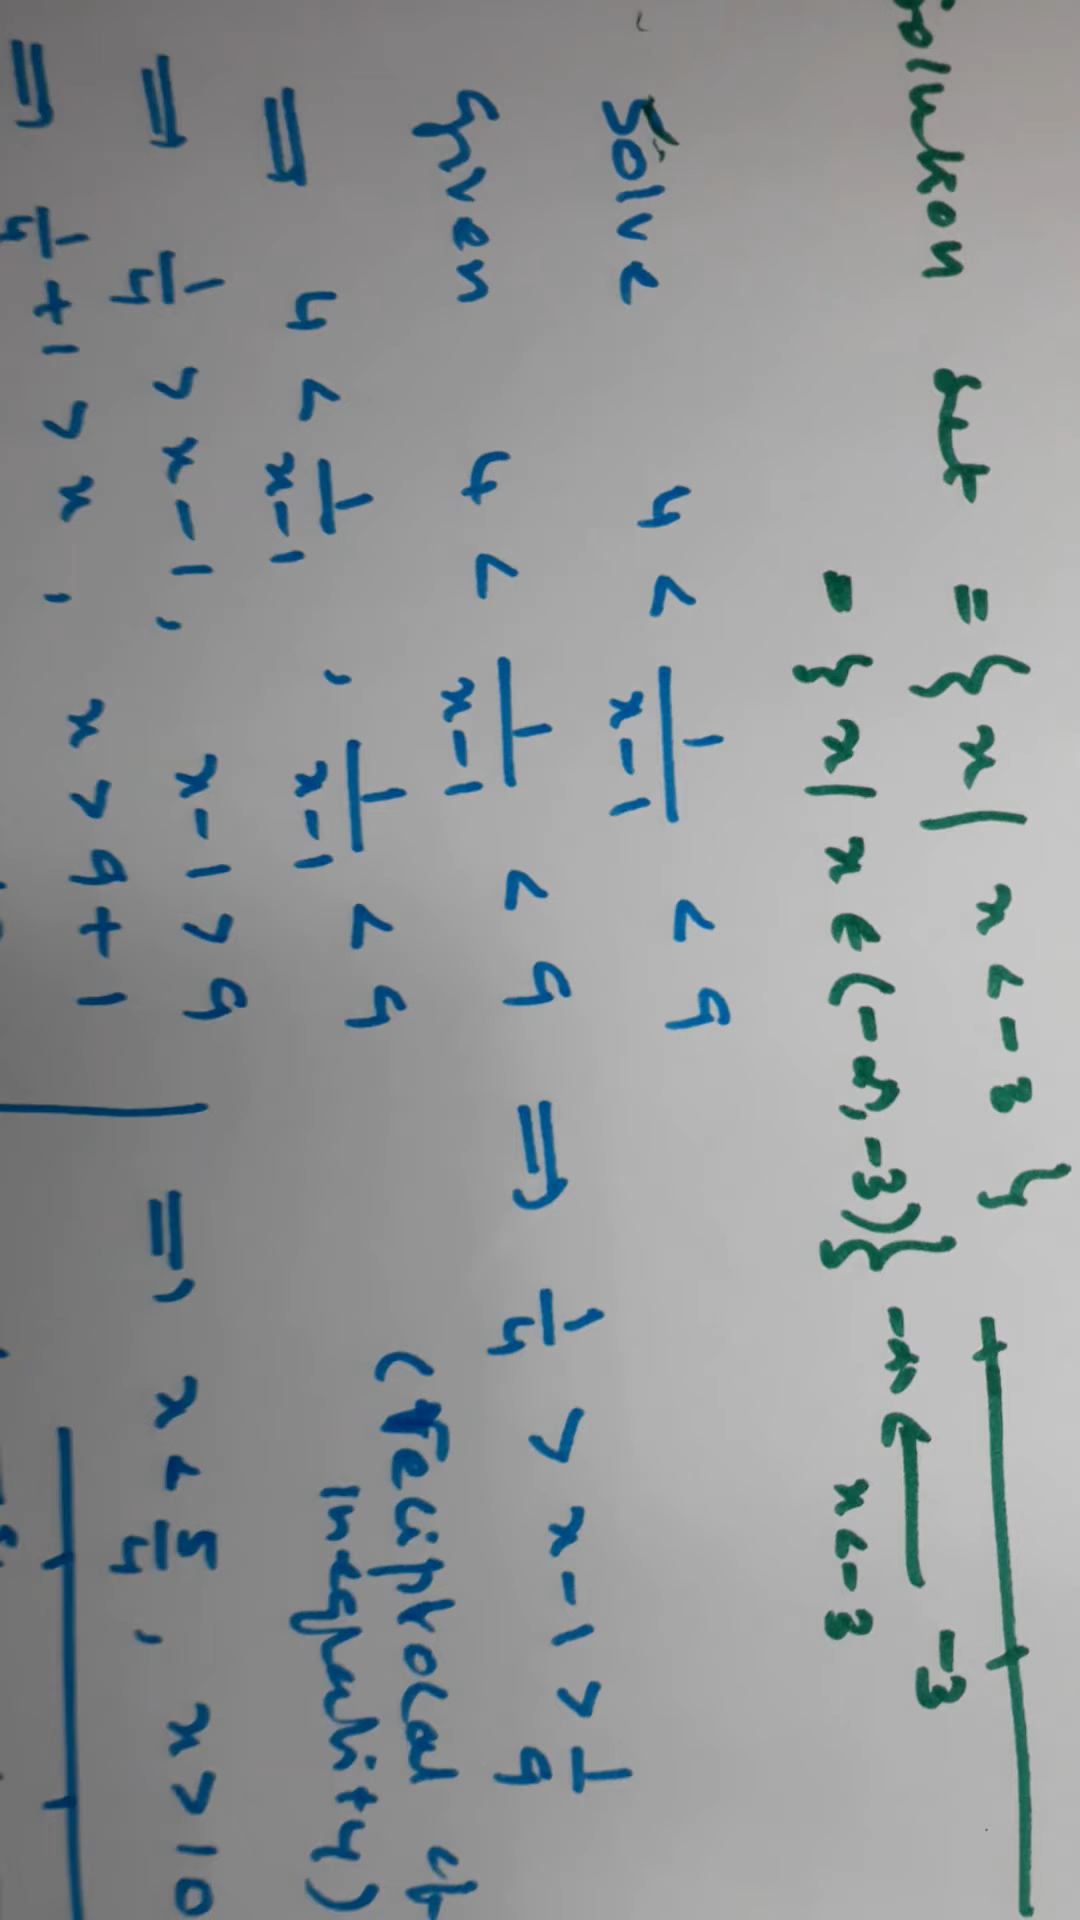 Solution set = { x | x < -3 }
= { x | x ∈ (-∞, -3) }
-∞ -3
x < -3
Solve 4 < 1/(x-1) < 9
Given 4 < 1/(x-1) < 9 ⇒ 1/4 > x-1 > 1/9
(reciprocal of
inequality)
⇒ 4 < 1/(x-1) , 1/(x-1) < 9
⇒ 1/4 > x-1 , x-1 > 9
⇒ x < 5/4 , x > 10
⇒ 1/4 + 1 > x , x > 9 + 1